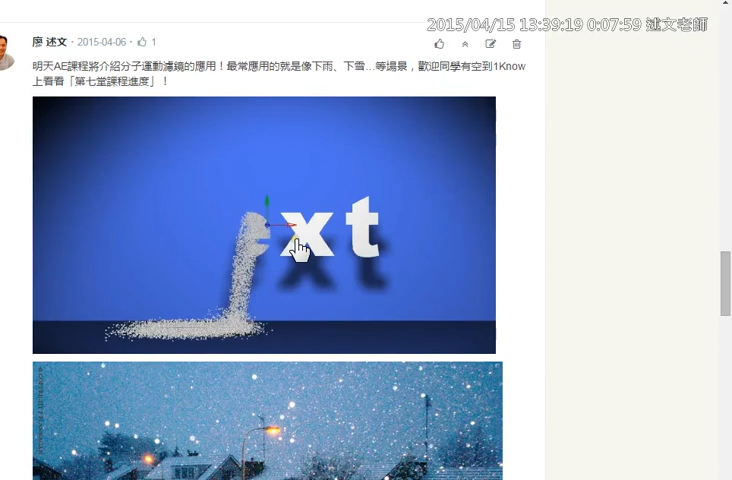 2015/04/15 13:39:19 0:07:59 述文老師
廖 述文 · 2015-04-06 · 1
明天AE課程將介紹分子運動濾鏡的應用！最常應用的就是像下雨、下雪...等場景，歡迎同學有空到1Know
上看看「第七堂課程進度」！
ext